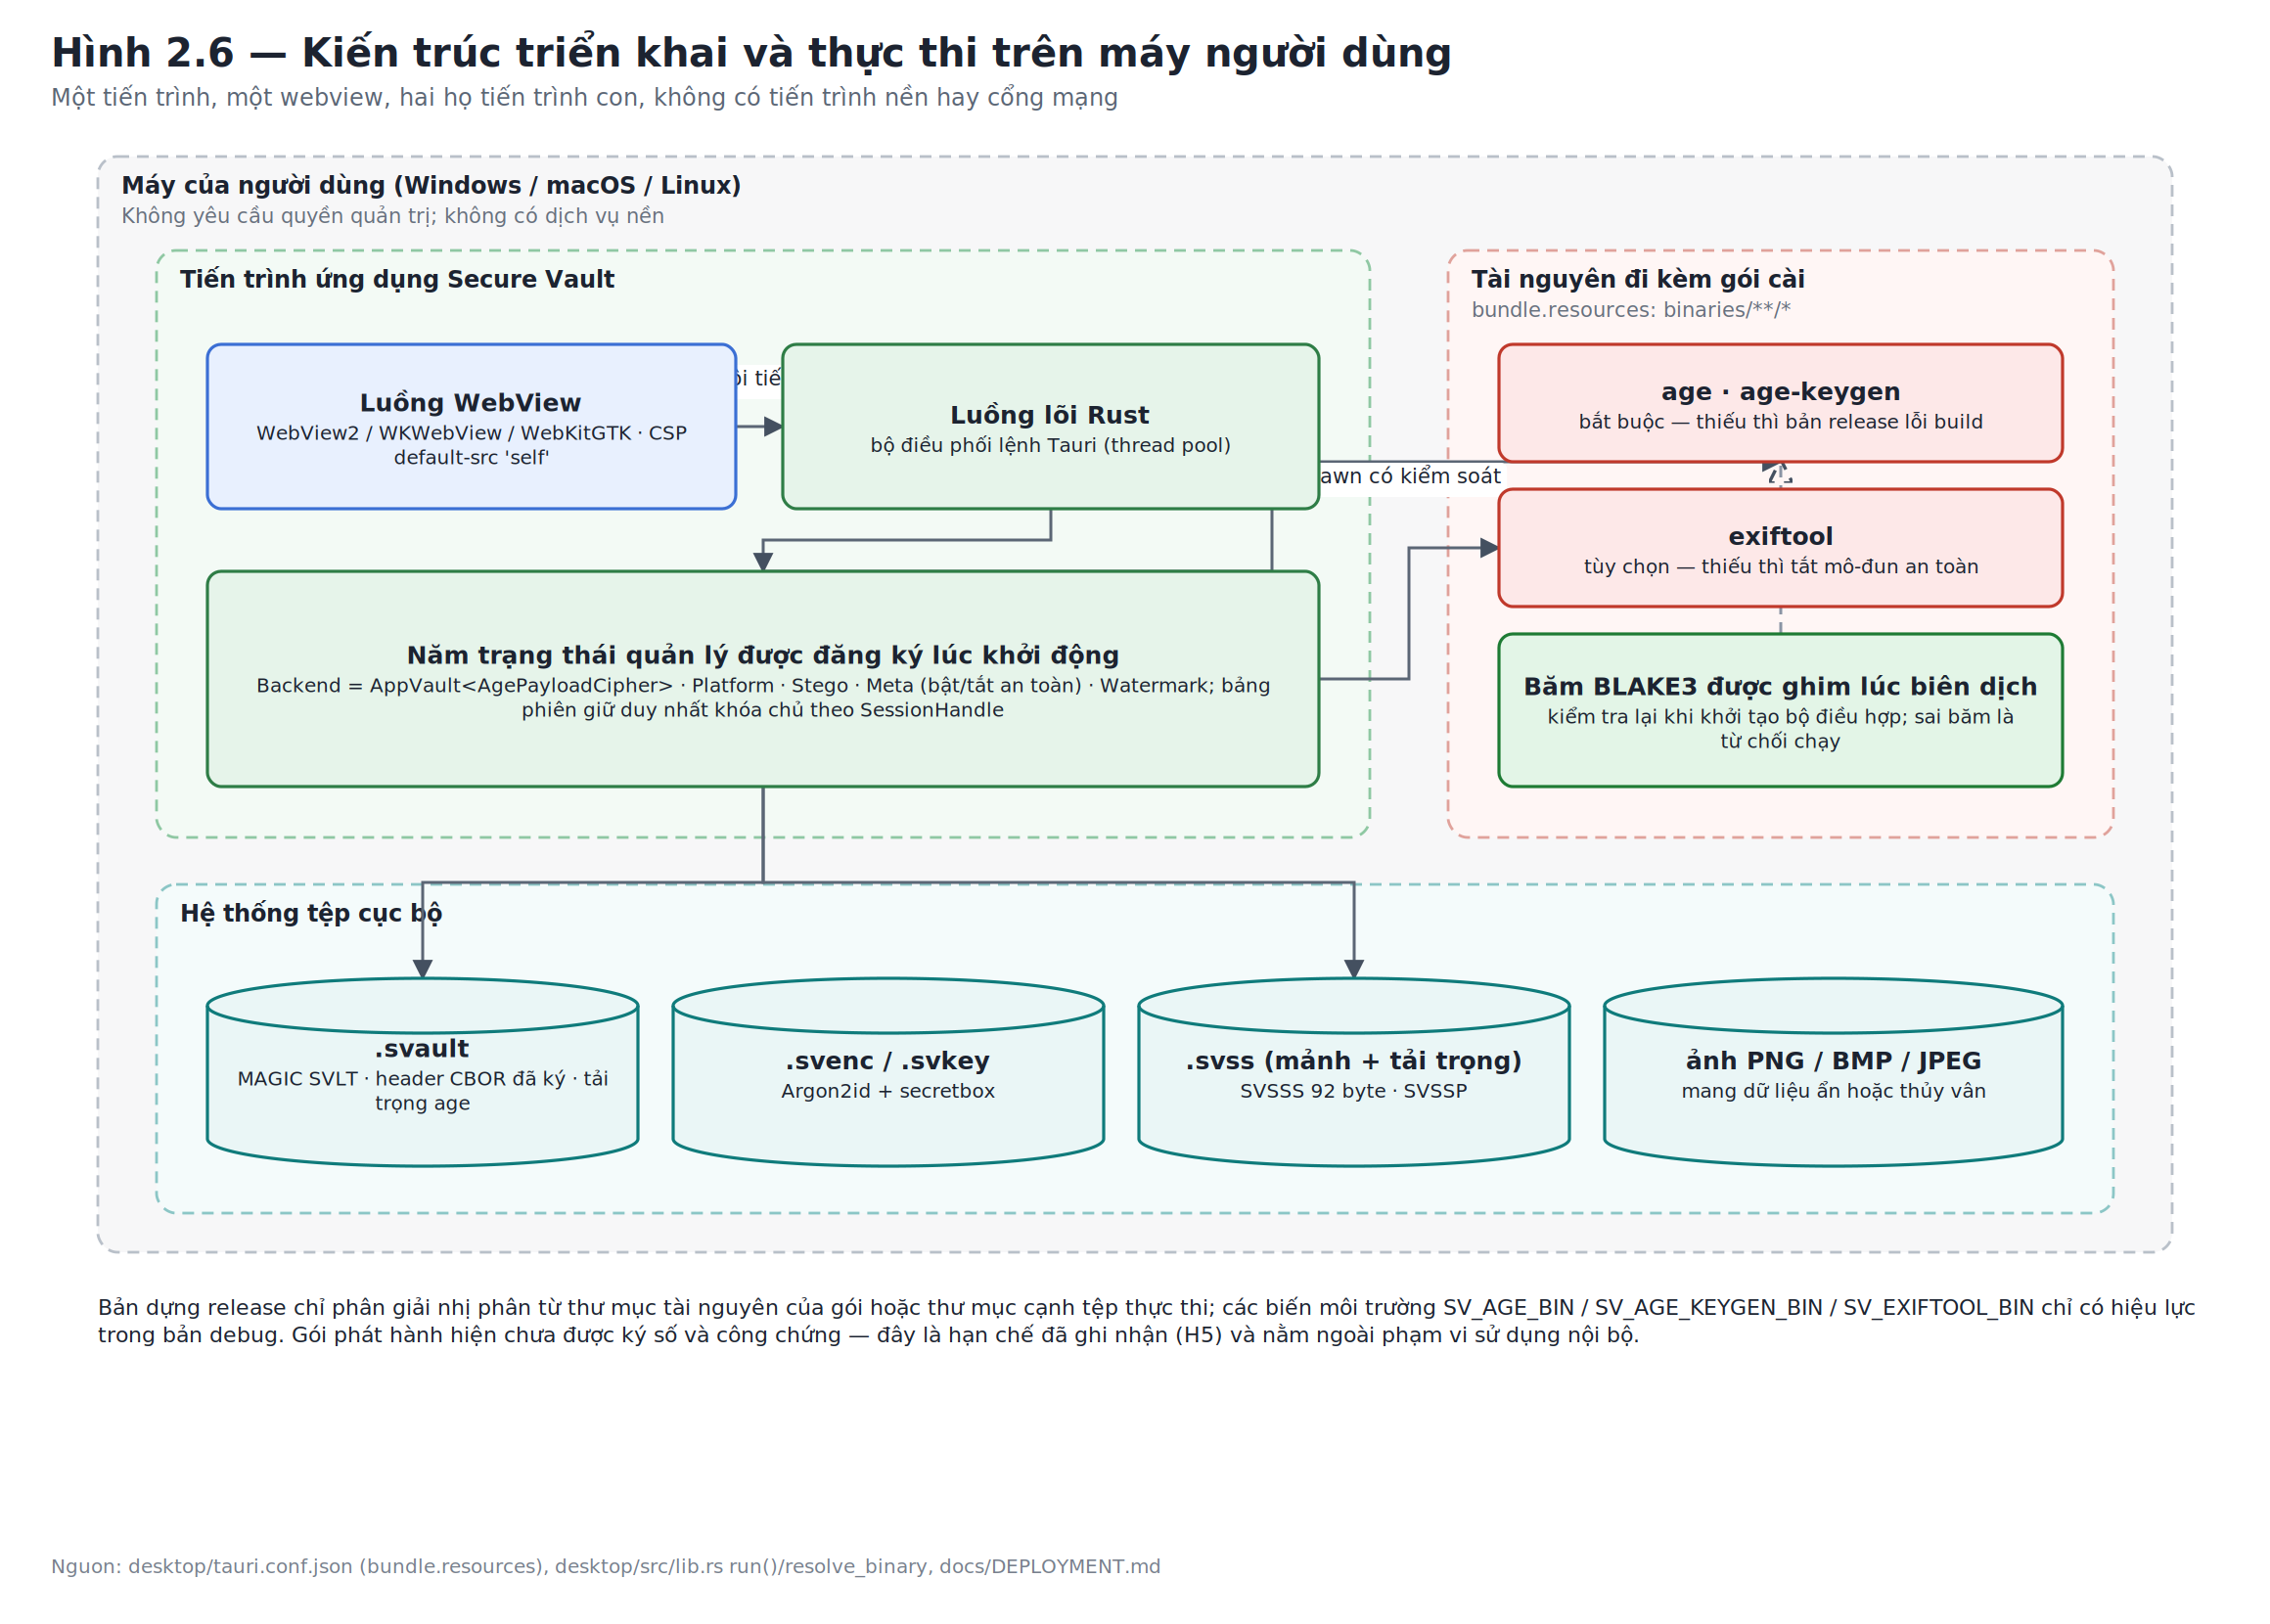 Hình 2.6 — Kiến trúc triển khai và thực thi trên máy người dùng
Một tiến trình, một webview, hai họ tiến trình con, không có tiến trình nền hay cổng mạng
Máy của người dùng (Windows / macOS / Linux)
Không yêu cầu quyền quản trị; không có dịch vụ nền
Tiến trình ứng dụng Secure Vault
Luồng WebView
WebView2 / WKWebView / WebKitGTK · CSP
default-src 'self'
Luồng lõi Rust
bộ điều phối lệnh Tauri (thread pool)
có kiểm soát
Năm trạng thái quản lý được đăng ký lúc khởi động
Backend = AppVault<AgePayloadCipher> · Platform · Stego · Meta (bật/tắt an toàn) · Watermark; bảng
phiên giữ duy nhất khóa chủ theo SessionHandle
Tài nguyên đi kèm gói cài
bundle.resources: binaries/**/*
age · age-keygen
bắt buộc — thiếu thì bản release lỗi build
exiftool
tùy chọn — thiếu thì tắt mô-đun an toàn
Băm BLAKE3 được ghim lúc biên dịch
kiểm tra lại khi khởi tạo bộ điều hợp; sai băm là
từ chối chạy
Hệ thống tệp cục bộ
.svault
MAGIC SVLT · header CBOR đã ký · tải
trọng age
.svenc / .svkey
Argon2id + secretbox
.svss (mảnh + tải trọng)
SVSSS 92 byte · SVSSP
ảnh PNG / BMP / JPEG
mang dữ liệu ẩn hoặc thủy vân
Bản dựng release chỉ phân giải nhị phân từ thư mục tài nguyên của gói hoặc thư mục cạnh tệp thực thi; các biến môi trường SV_AGE_BIN / SV_AGE_KEYGEN_BIN / SV_EXIFTOOL_BIN chỉ có hiệu lực
trong bản debug. Gói phát hành hiện chưa được ký số và công chứng — đây là hạn chế đã ghi nhận (H5) và nằm ngoài phạm vi sử dụng nội bộ.
Nguon: desktop/tauri.conf.json (bundle.resources), desktop/src/lib.rs run()/resolve_binary, docs/DEPLOYMENT.md